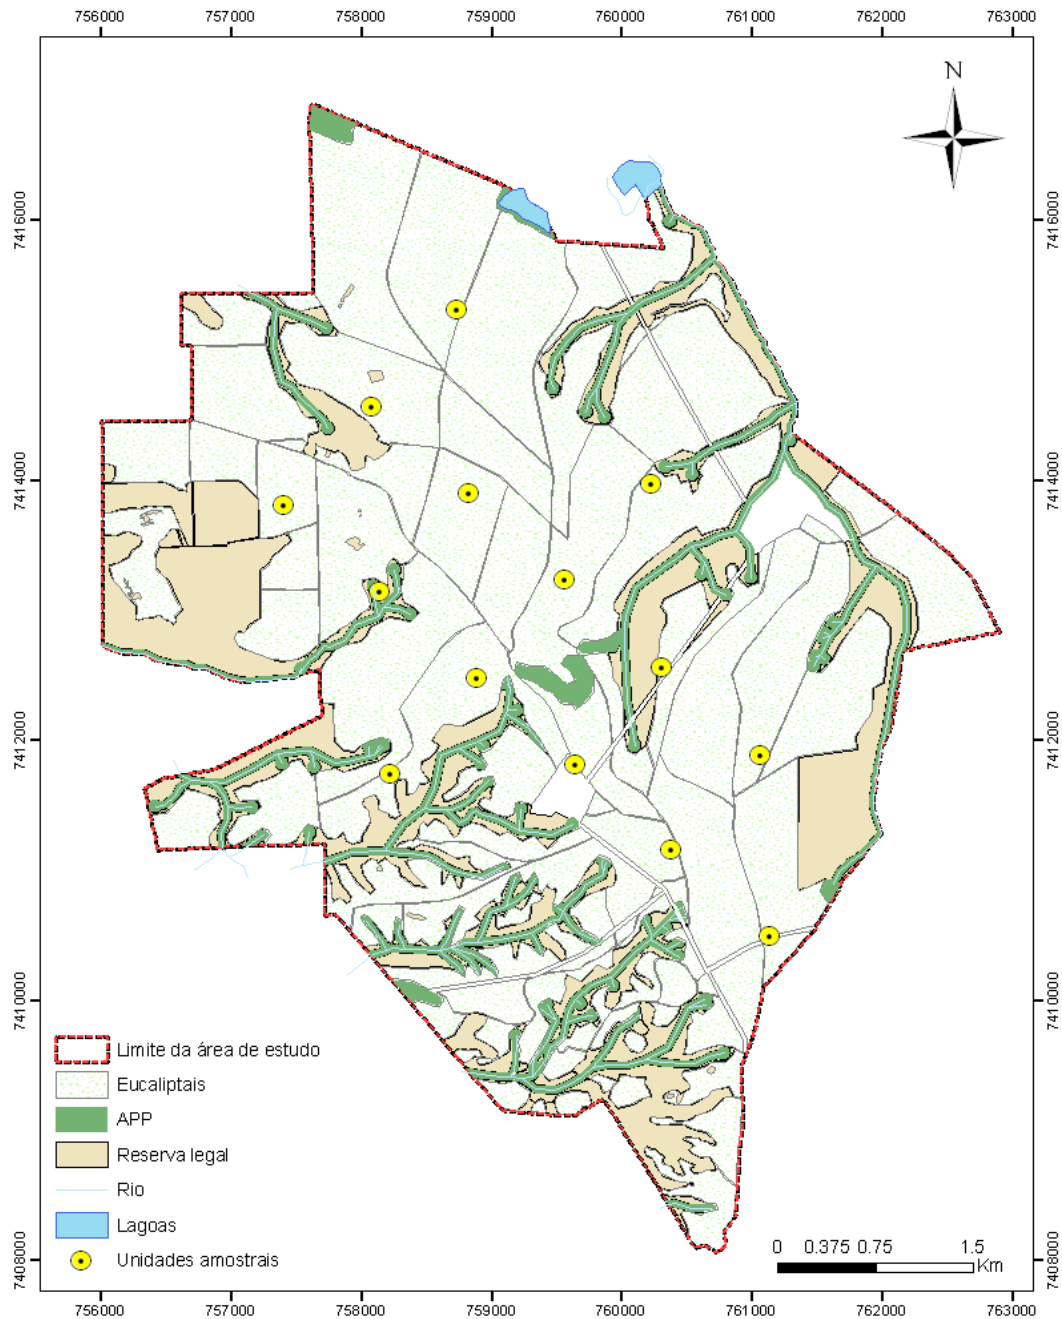 756000 757000 758000 759000 760000 761000 762000 763000
N
7416000 7416000
7414000 7414000
7412000 7412000
7410000 7410000
7408000 7408000
Limite da área de estudo
Eucaliptais
APP
Reserva legal
Rio
Lagoas
Unidades amostrais
0 0.375 0.75 1.5
Km
756000 757000 758000 759000 760000 761000 762000 763000